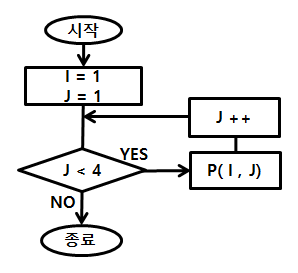 시작
I = 1
J = 1
J ++
YES
J < 4
P( I , J)
NO
종료